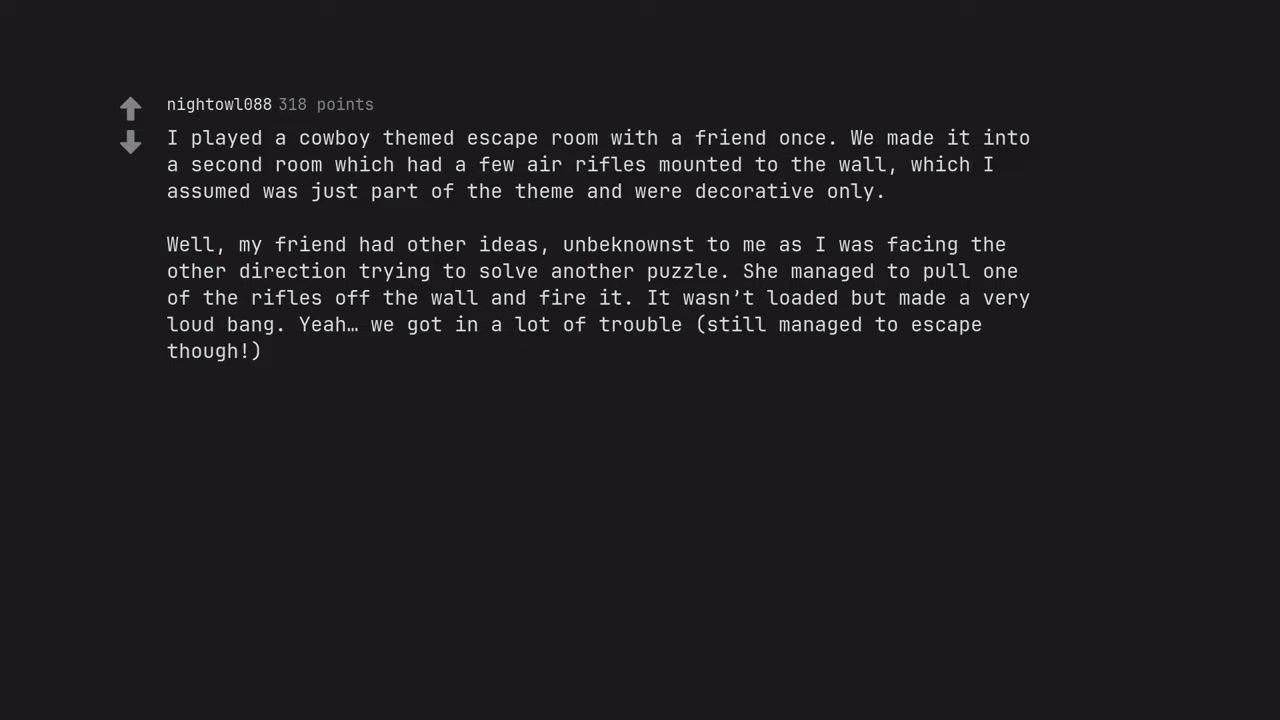 nightowl088 318 points
I played a cowboy themed escape room with a friend once. We made it into
a second room which had a few air rifles mounted to the wall, which I
assumed was just part of the theme and were decorative only.
Well, my friend had other ideas, unbeknownst to me as I was facing the
other direction trying to solve another puzzle. She managed to pull one
of the rifles off the wall and fire it. It wasn’t loaded but made a very
loud bang. Yeah… we got in a lot of trouble (still managed to escape
though!)